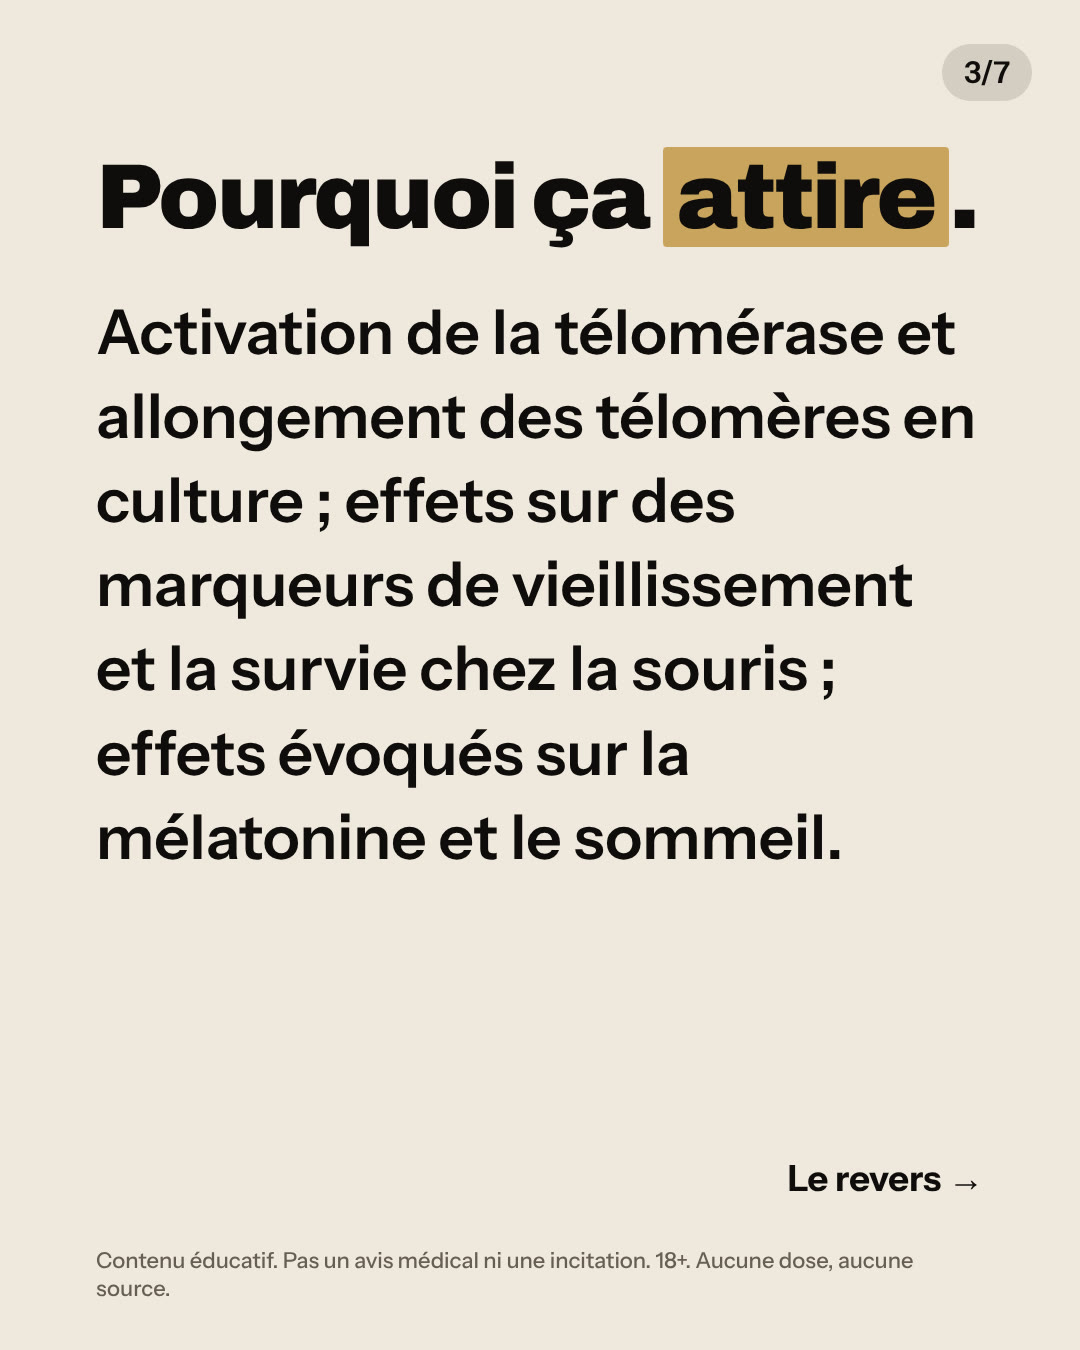 3/7
Pourquoi ça attire.
Activation de la télomérase et
allongement des télomères en
culture ; effets sur des
marqueurs de vieillissement
et la survie chez la souris ;
effets évoqués sur la
mélatonine et le sommeil.
Le revers →
Contenu éducatif. Pas un avis médical ni une incitation. 18+. Aucune dose, aucune
source.